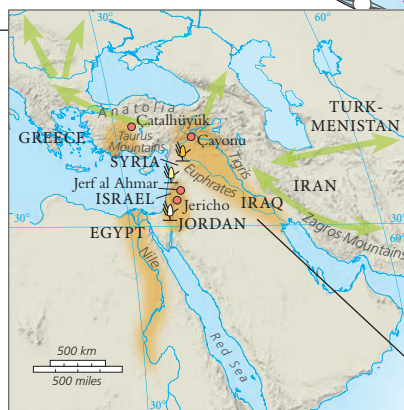 30°
60°
Anatolia
Çatalhüyük
TURK-
MENISTAN
GREECE
Taurus
Mountains
Çayonu
SYRIA
Tigris
Euphrates
Jerf al Ahmar
IRAN
ISRAEL
Jericho
IRAQ
Zagros Mountains
30°
30°
60°
EGYPT
JORDAN
Nile
Red Sea
500 km
500 miles
30°